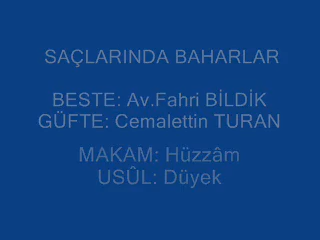 SAÇLARINDA BAHARLAR
BESTE: Av.Fahri BİLDİK
GÜFTE: Cemalettin TURAN
MAKAM: Hüzzâm
USÛL: Düyek